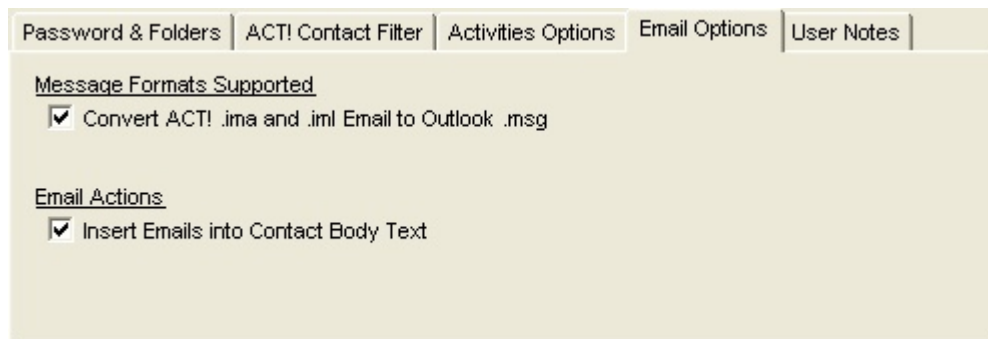 Password & Folders ACT! Contact Filter Activities Options Email Options User Notes
Message Formats Supported
Convert ACT! .ima and .iml Email to Outlook .msg
Email Actions
Insert Emails into Contact Body Text